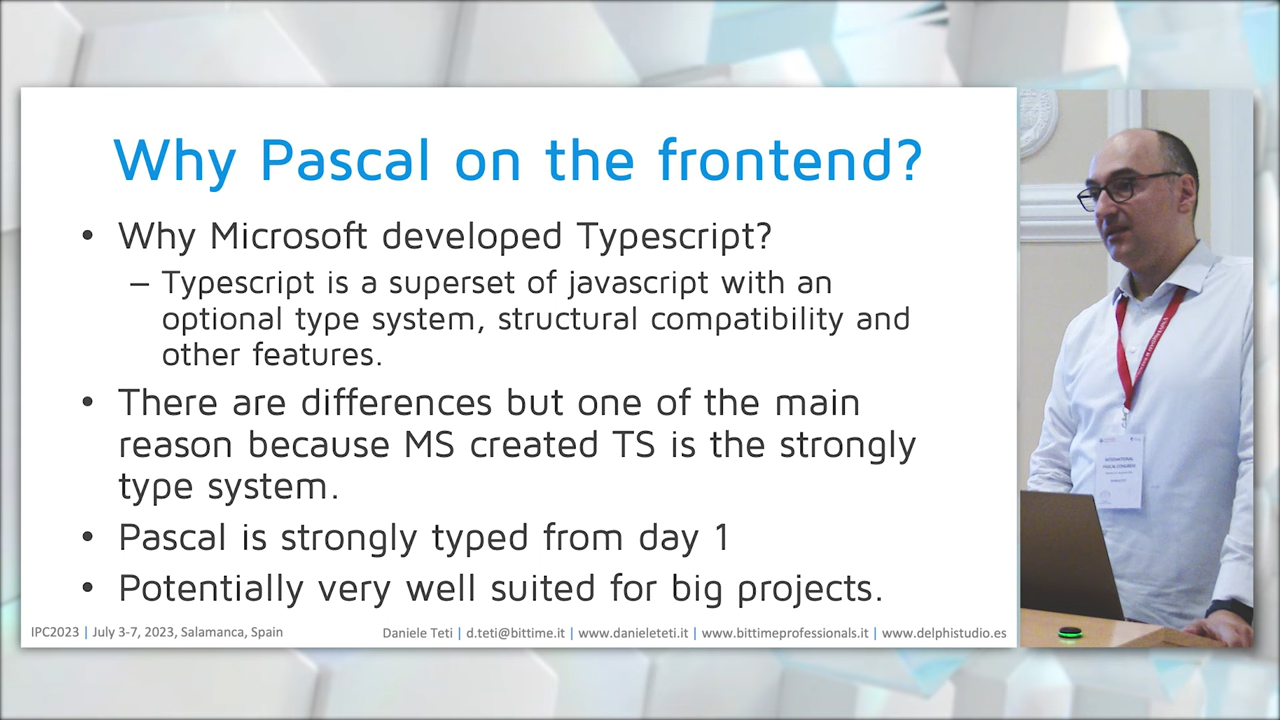 Why Pascal on the frontend?
• Why Microsoft developed Typescript?
– Typescript is a superset of javascript with an
optional type system, structural compatibility and
other features.
• There are differences but one of the main
reason because MS created TS is the strongly
type system.
• Pascal is strongly typed from day 1
• Potentially very well suited for big projects.
IPC2023 | July 3-7, 2023, Salamanca, Spain
Daniele Teti | d.teti@bittime.it | www.danieleteti.it | www.bittimeprofessionals.it | www.delphistudio.es
INTERNATIONAL
PASCAL CONGRESS